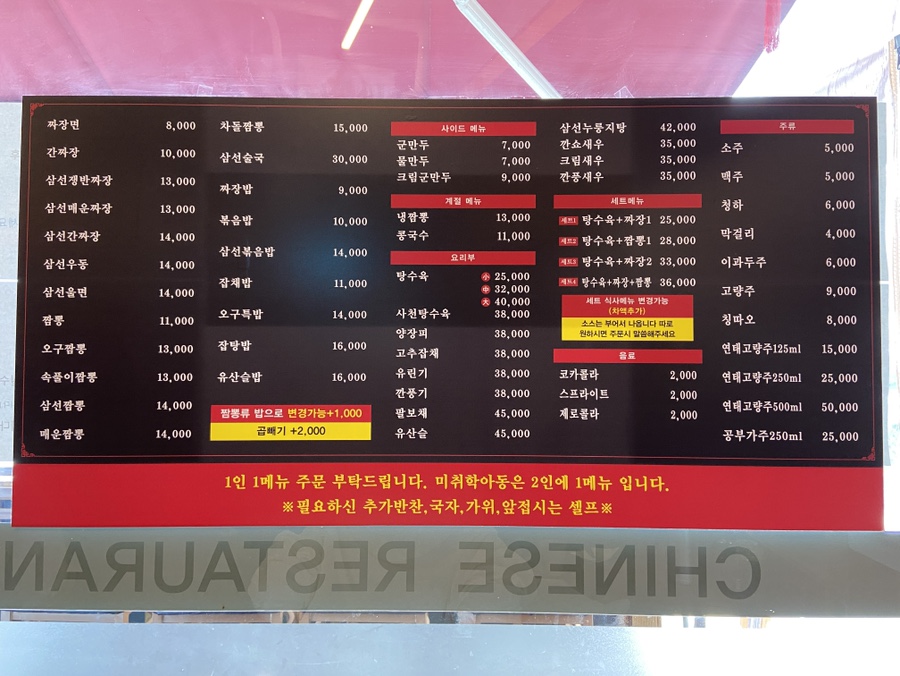 짜장면 8,000
간짜장 10,000
삼선쟁반짜장 13,000
삼선매운짜장 13,000
삼선간짜장 14,000
삼선우동 14,000
삼선울면 14,000
짬뽕 11,000
오구짬뽕 13,000
속풀이짬뽕 13,000
삼선짬뽕 14,000
매운짬뽕 14,000
차돌짬뽕 15,000
삼선술국 30,000
짜장밥 9,000
볶음밥 10,000
삼선볶음밥 14,000
잡채밥 11,000
오구특밥 14,000
잡탕밥 16,000
유산슬밥 16,000
짬뽕류 밥으로 변경가능+1,000
곱빼기 +2,000
사이드 메뉴
군만두 7,000
물만두 7,000
크림군만두 9,000
계절 메뉴
냉짬뽕 13,000
콩국수 11,000
요리부
탕수육 小 25,000
中 32,000
大 40,000
사천탕수육 38,000
양장피 38,000
고추잡채 38,000
유린기 38,000
깐풍기 38,000
팔보채 45,000
유산슬 45,000
삼선누룽지탕 42,000
깐쇼새우 35,000
크림새우 35,000
깐풍새우 35,000
세트메뉴
세트1 탕수육+짜장1 25,000
세트2 탕수육+짬뽕1 28,000
세트3 탕수육+짜장2 33,000
세트4 탕수육+짜장+짬뽕 36,000
세트 식사메뉴 변경가능
(차액추가)
소스는 부어서 나옵니다 따로
원하시면 주문시 말씀해주세요
음료
코카콜라 2,000
스프라이트 2,000
제로콜라 2,000
주류
소주 5,000
맥주 5,000
청하 6,000
막걸리 4,000
이과두주 6,000
고량주 9,000
칭따오 8,000
연태고량주125ml 15,000
연태고량주250ml 25,000
연태고량주500ml 50,000
공부가주250ml 25,000
1인 1메뉴 주문 부탁드립니다. 미취학아동은 2인에 1메뉴 입니다.
※필요하신 추가반찬,국자,가위,앞접시는 셀프※
CHINESE RESTAURAN